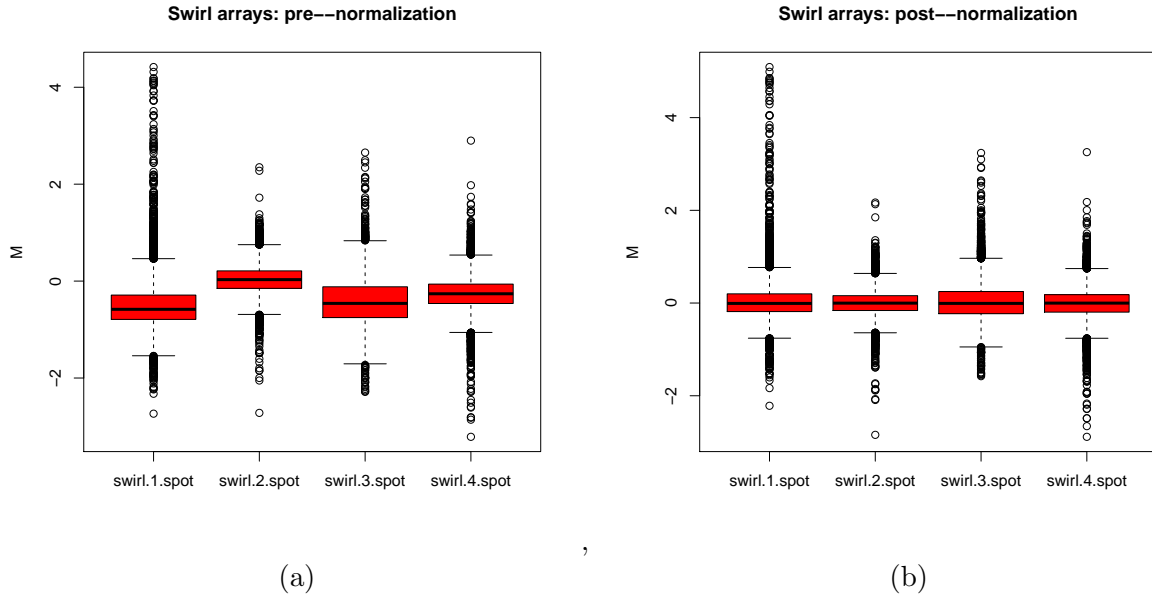 Swirl arrays: pre−−normalization
4
2
0
−2
M
swirl.1.spot swirl.2.spot swirl.3.spot swirl.4.spot
(a)
,
Swirl arrays: post−−normalization
4
2
0
−2
M
swirl.1.spot swirl.2.spot swirl.3.spot swirl.4.spot
(b)